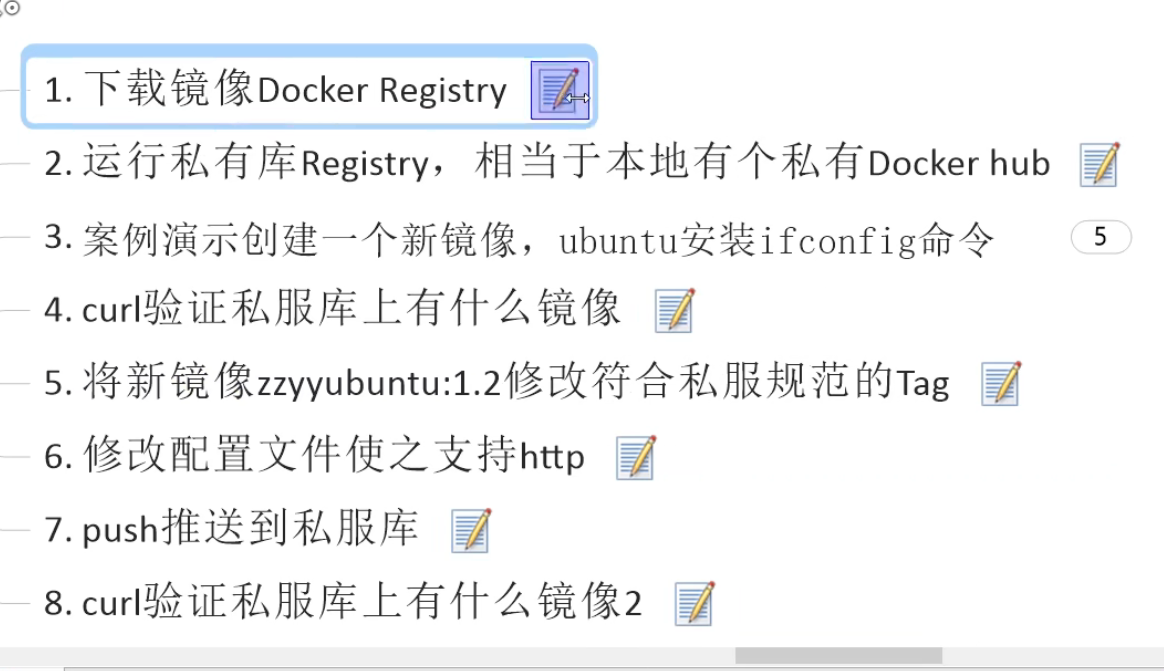 1. 下载镜像Docker Registry
2. 运行私有库Registry，相当于本地有个私有Docker hub
3. 案例演示创建一个新镜像，ubuntu安装ifconfig命令 5
4. curl验证私服库上有什么镜像
5. 将新镜像zzyyubuntu:1.2修改符合私服规范的Tag
6. 修改配置文件使之支持http
7. push推送到私服库
8. curl验证私服库上有什么镜像2